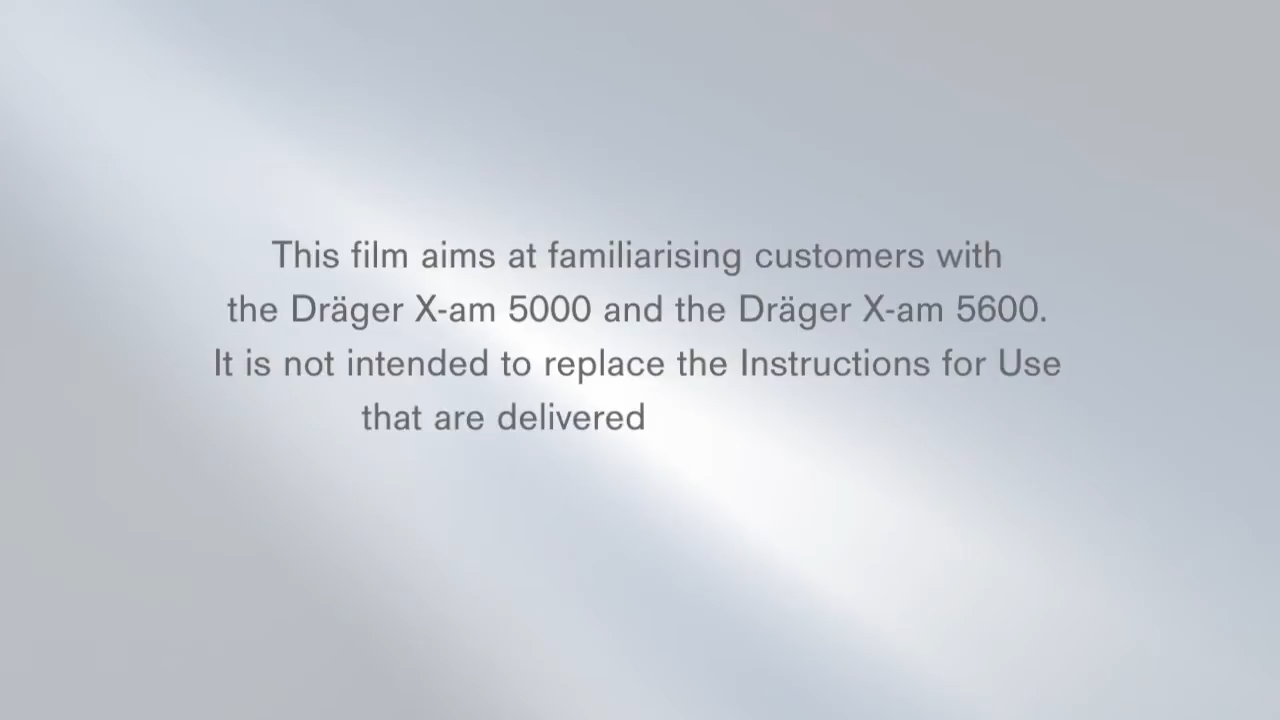 This film aims at familiarising customers with
the Dräger X-am 5000 and the Dräger X-am 5600.
It is not intended to replace the Instructions for Use
that are delivered